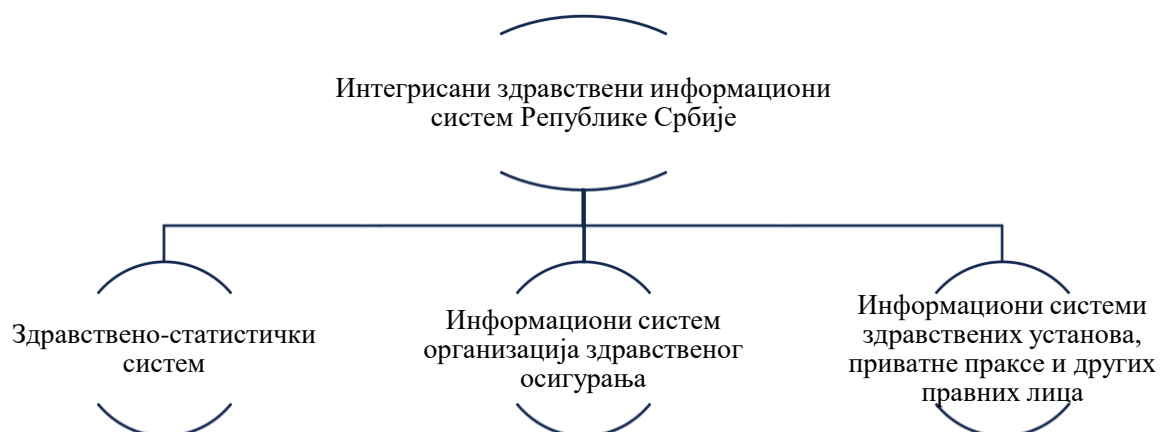 Интегрисани здравствени информациони
систем Републике Србије
Здравствено-статистички
систем
Информациони систем
организација здравственог
осигурања
Информациони системи
здравствених установа,
приватне праксе и других
правних лица